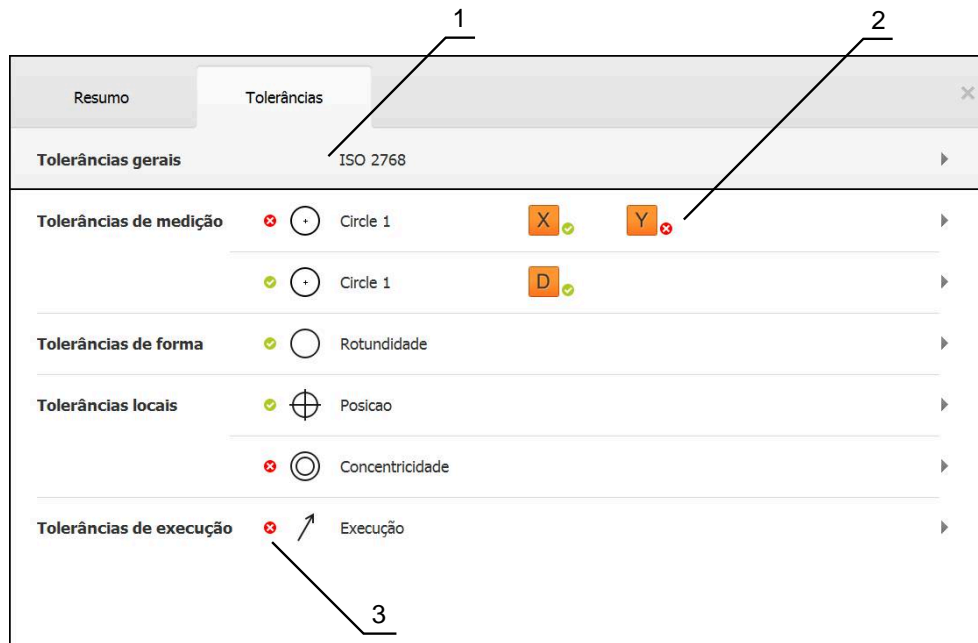 1
2
Resumo Tolerâncias
Tolerâncias gerais ISO 2768
Tolerâncias de medição Circle 1 X Y
Circle 1 D
Tolerâncias de forma Rotundidade
Tolerâncias locais Posicao
Concentricidade
Tolerâncias de execução Execução
3